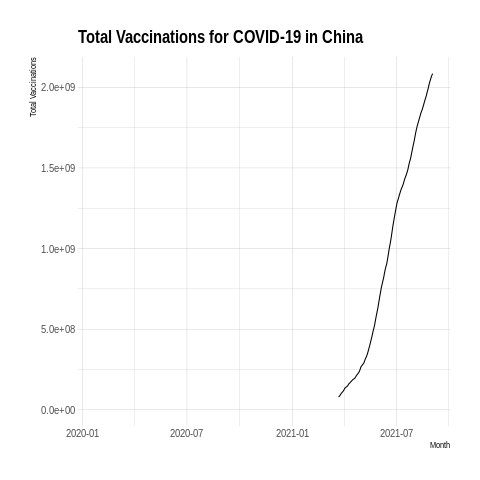 Total Vaccinations for COVID-19 in China
Total Vaccinations
2.0e+09
1.5e+09
1.0e+09
5.0e+08
0.0e+00
2020-01 2020-07 2021-01 2021-07
Month